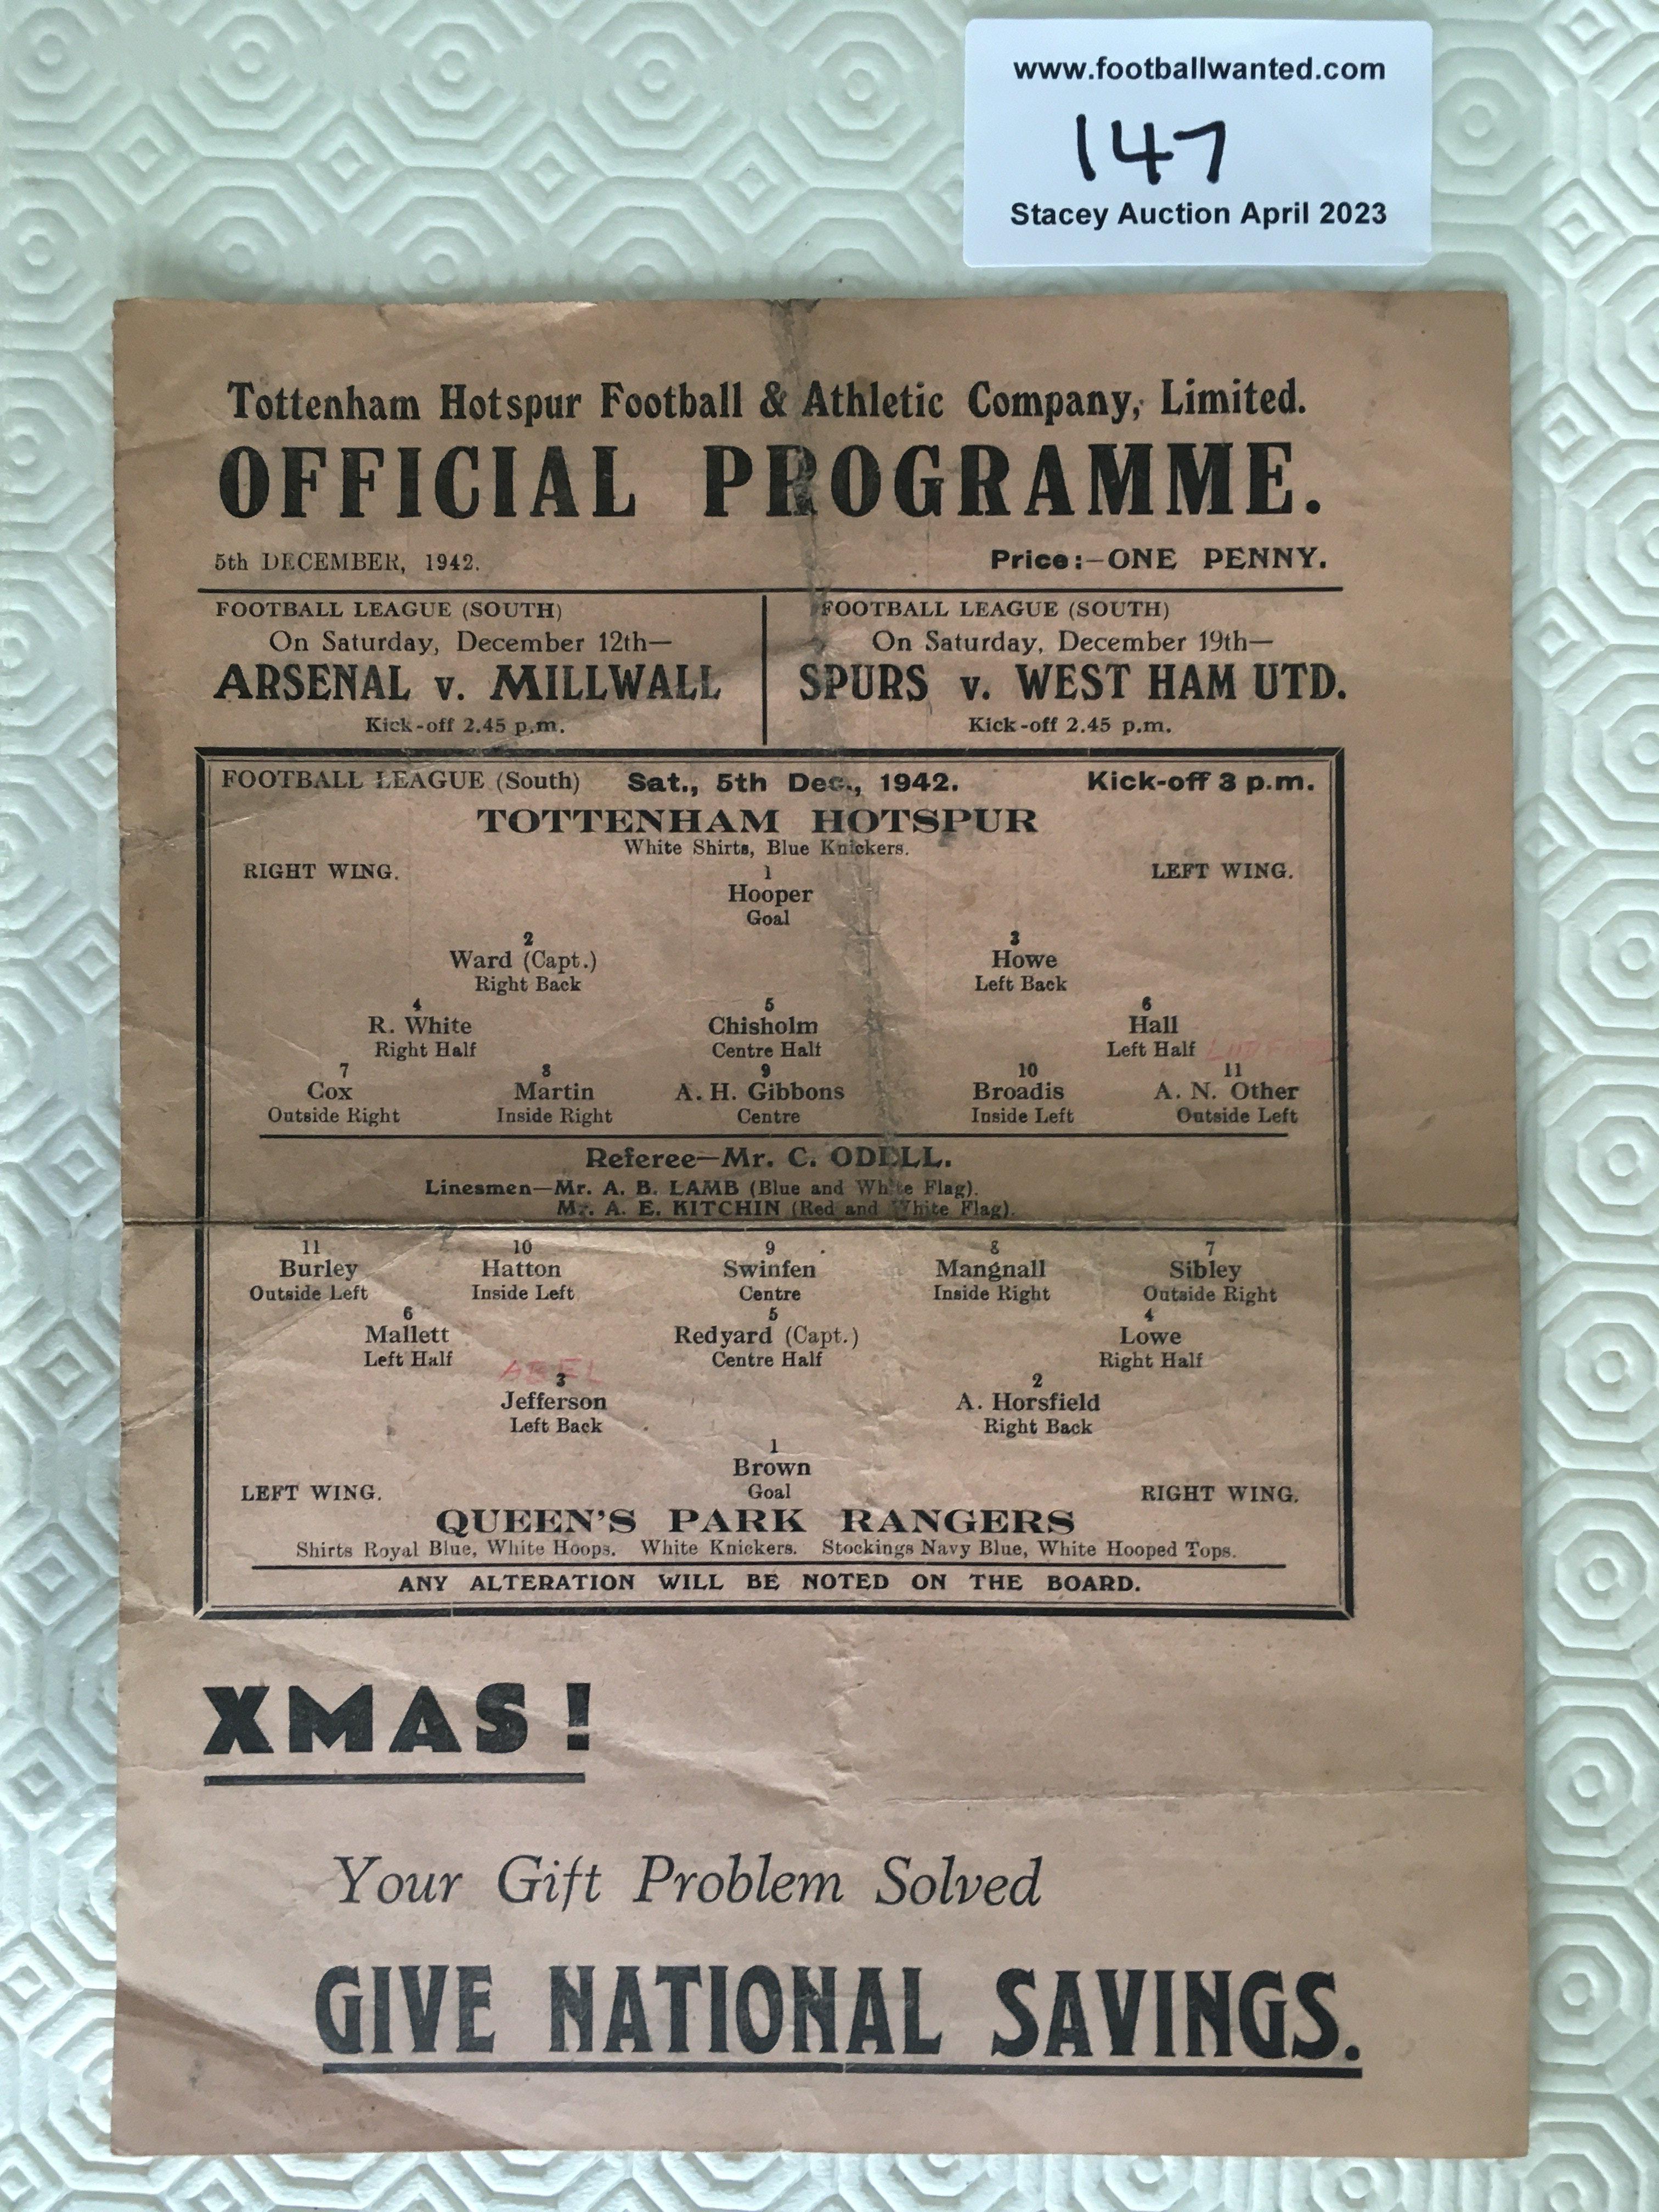 www.footballwanted.com
147
Stacey Auction April 2023
Tottenham Hotspur Football & Athletic Company, Limited.
OFFICIAL PROGRAMME.
5th DECEMBER, 1942. Price:-ONE PENNY.
FOOTBALL LEAGUE (SOUTH)
On Saturday, December 12th—
ARSENAL v. MILLWALL
Kick-off 2.45 p.m.
FOOTBALL LEAGUE (SOUTH)
On Saturday, December 19th—
SPURS v. WEST HAM UTD.
Kick-off 2.45 p.m.
FOOTBALL LEAGUE (South) Sat., 5th Dec., 1942. Kick-off 3 p.m.
TOTTENHAM HOTSPUR
White Shirts, Blue Knickers.
RIGHT WING. 1 LEFT WING.
Hooper
Goal
2 3
Ward (Capt.) Howe
Right Back Left Back
4 5 6
R. White Chisholm Hall
Right Half Centre Half Left Half
7 8 9 10 11
Cox Martin A. H. Gibbons Broadis A. N. Other
Outside Right Inside Right Centre Inside Left Outside Left
Referee—Mr. C. ODELL.
Linesmen—Mr. A. B. LAMB (Blue and White Flag).
Mr. A. E. KITCHIN (Red and White Flag).
11 10 9 8 7
Burley Hatton Swinfen Mangnall Sibley
Outside Left Inside Left Centre Inside Right Outside Right
6 5 4
Mallett Redyard (Capt.) Lowe
Left Half Centre Half Right Half
ABEL
3 2
Jefferson A. Horsfield
Left Back Right Back
1
Brown
LEFT WING. Goal RIGHT WING.
QUEEN'S PARK RANGERS
Shirts Royal Blue, White Hoops. White Knickers. Stockings Navy Blue, White Hooped Tops.
ANY ALTERATION WILL BE NOTED ON THE BOARD.
XMAS!
Your Gift Problem Solved
GIVE NATIONAL SAVINGS.